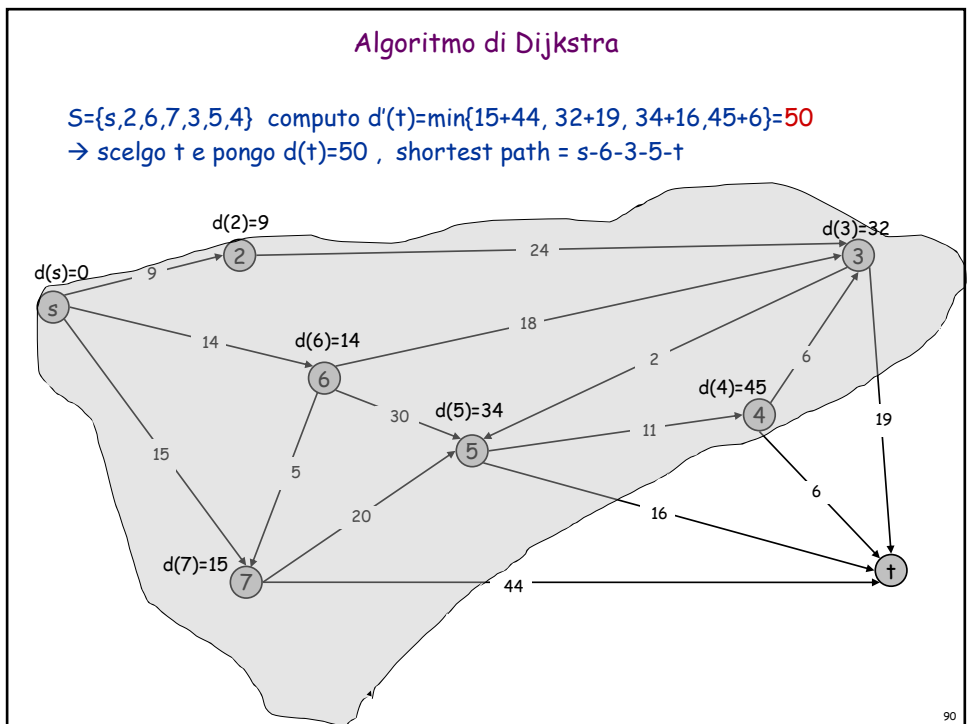 Algoritmo di Dijkstra
S={s,2,6,7,3,5,4} computo d'(t)=min{15+44, 32+19, 34+16,45+6}=50
→ scelgo t e pongo d(t)=50 , shortest path = s-6-3-5-t
d(2)=9
d(3)=32
2
24
3
d(s)=0
9
s
18
14
d(6)=14
2
6
6
d(4)=45
30
d(5)=34
4
19
11
15
5
5
6
20
16
d(7)=15
t
7
44
90